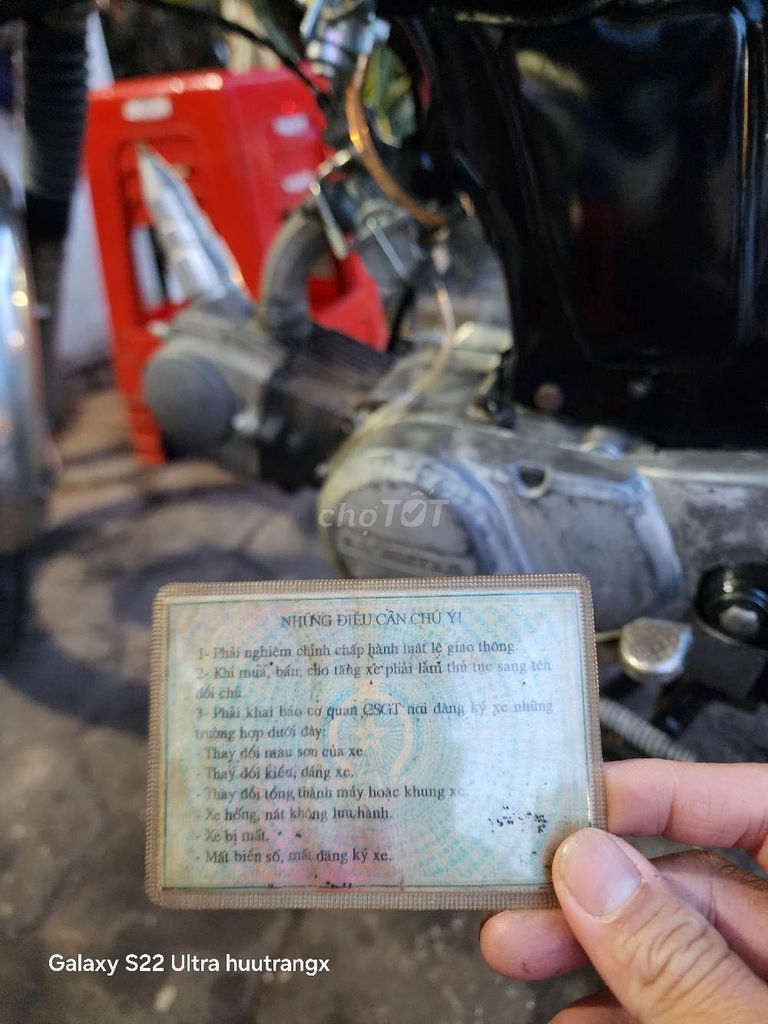 chợTỐT
NHỮNG ĐIỀU CẦN CHÚ Ý!
1- Phải nghiêm chỉnh chấp hành luật lệ giao thông.
2- Khi mua, bán, cho tặng xe phải làm thủ tục sang tên
đổi chủ.
3- Phải khai báo cơ quan CSGT nơi đăng ký xe những
trường hợp dưới đây
- Thay đổi màu sơn của xe.
- Thay đổi kiểu, dáng xe.
- Thay đổi tổng thành máy hoặc khung xe.
- Xe hỏng, nát không lưu hành.
- Xe bị mất.
- Mất biển số, mất đăng ký xe.
Galaxy S22 Ultra huutrangx